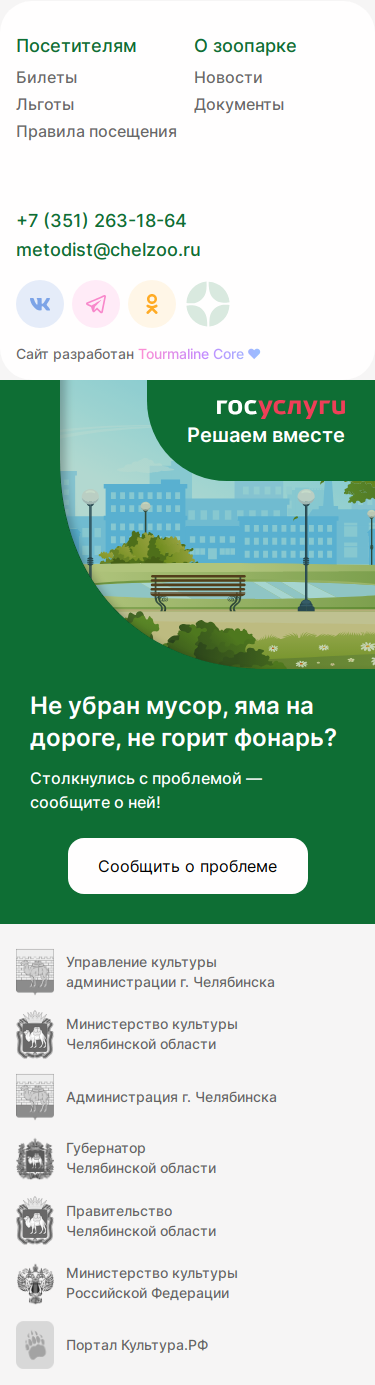 Посетителям
Билеты
Льготы
Правила посещения
О зоопарке
Новости
Документы
+7 (351) 263-18-64
metodist@chelzoo.ru
Сайт разработан Tourmaline Core
госуслуги
Решаем вместе
Не убран мусор, яма на
дороге, не горит фонарь?
Столкнулись с проблемой —
сообщите о ней!
Сообщить о проблеме
Управление культуры
администрации г. Челябинска
Министерство культуры
Челябинской области
Администрация г. Челябинска
Губернатор
Челябинской области
Правительство
Челябинской области
Министерство культуры
Российской Федерации
Портал Культура.РФ